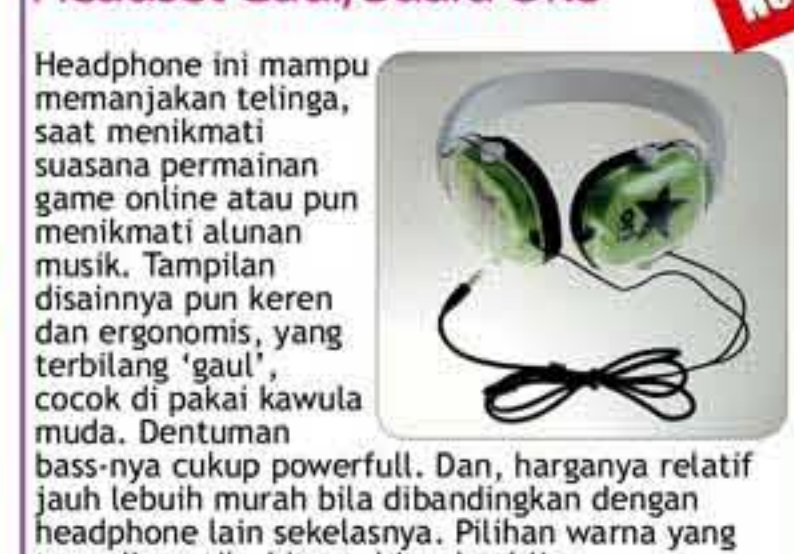 Headphone ini mampu
memanjakan telinga,
saat menikmati
suasana permainan
game online atau pun
menikmati alunan
musik. Tampilan
disainnya pun keren
dan ergonomis, yang
terbilang ‘gaul’,
cocok di pakai kawula
muda. Dentuman
bass-nya cukup powerfull. Dan, harganya relatif
jauh lebuih murah bila dibandingkan dengan
headphone lain sekelasnya. Pilihan warna yang